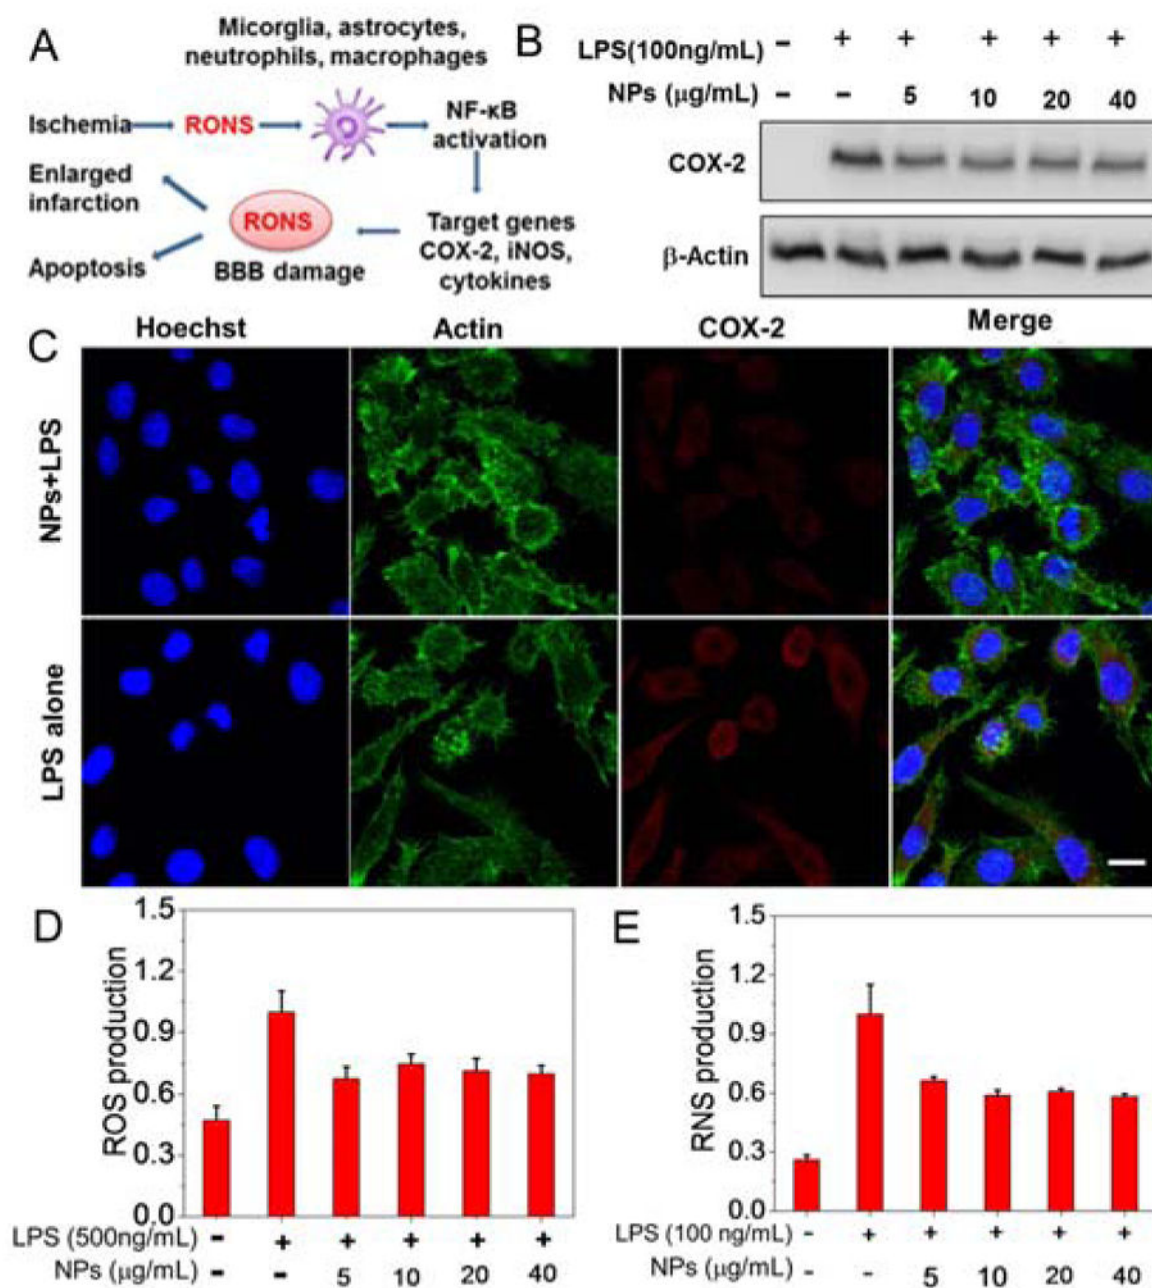 A
Micorglia, astrocytes,
neutrophils, macrophages
Ischemia
RONS
NF-κB
activation
Enlarged
infarction
RONS
Target genes
COX-2, iNOS,
cytokines
Apoptosis
BBB damage
B
LPS(100ng/mL) - + + + + +
NPs (μg/mL) - - 5 10 20 40
COX-2
β-Actin
C
Hoechst Actin COX-2 Merge
NPs+LPS
LPS alone
D
ROS production
1.5
1.2
0.9
0.6
0.3
0.0
LPS (500ng/mL) - + + + + +
NPs (μg/mL) - - 5 10 20 40
E
RNS production
1.5
1.2
0.9
0.6
0.3
0.0
LPS (100 ng/mL) - + + + + +
NPs (μg/mL) - - 5 10 20 40